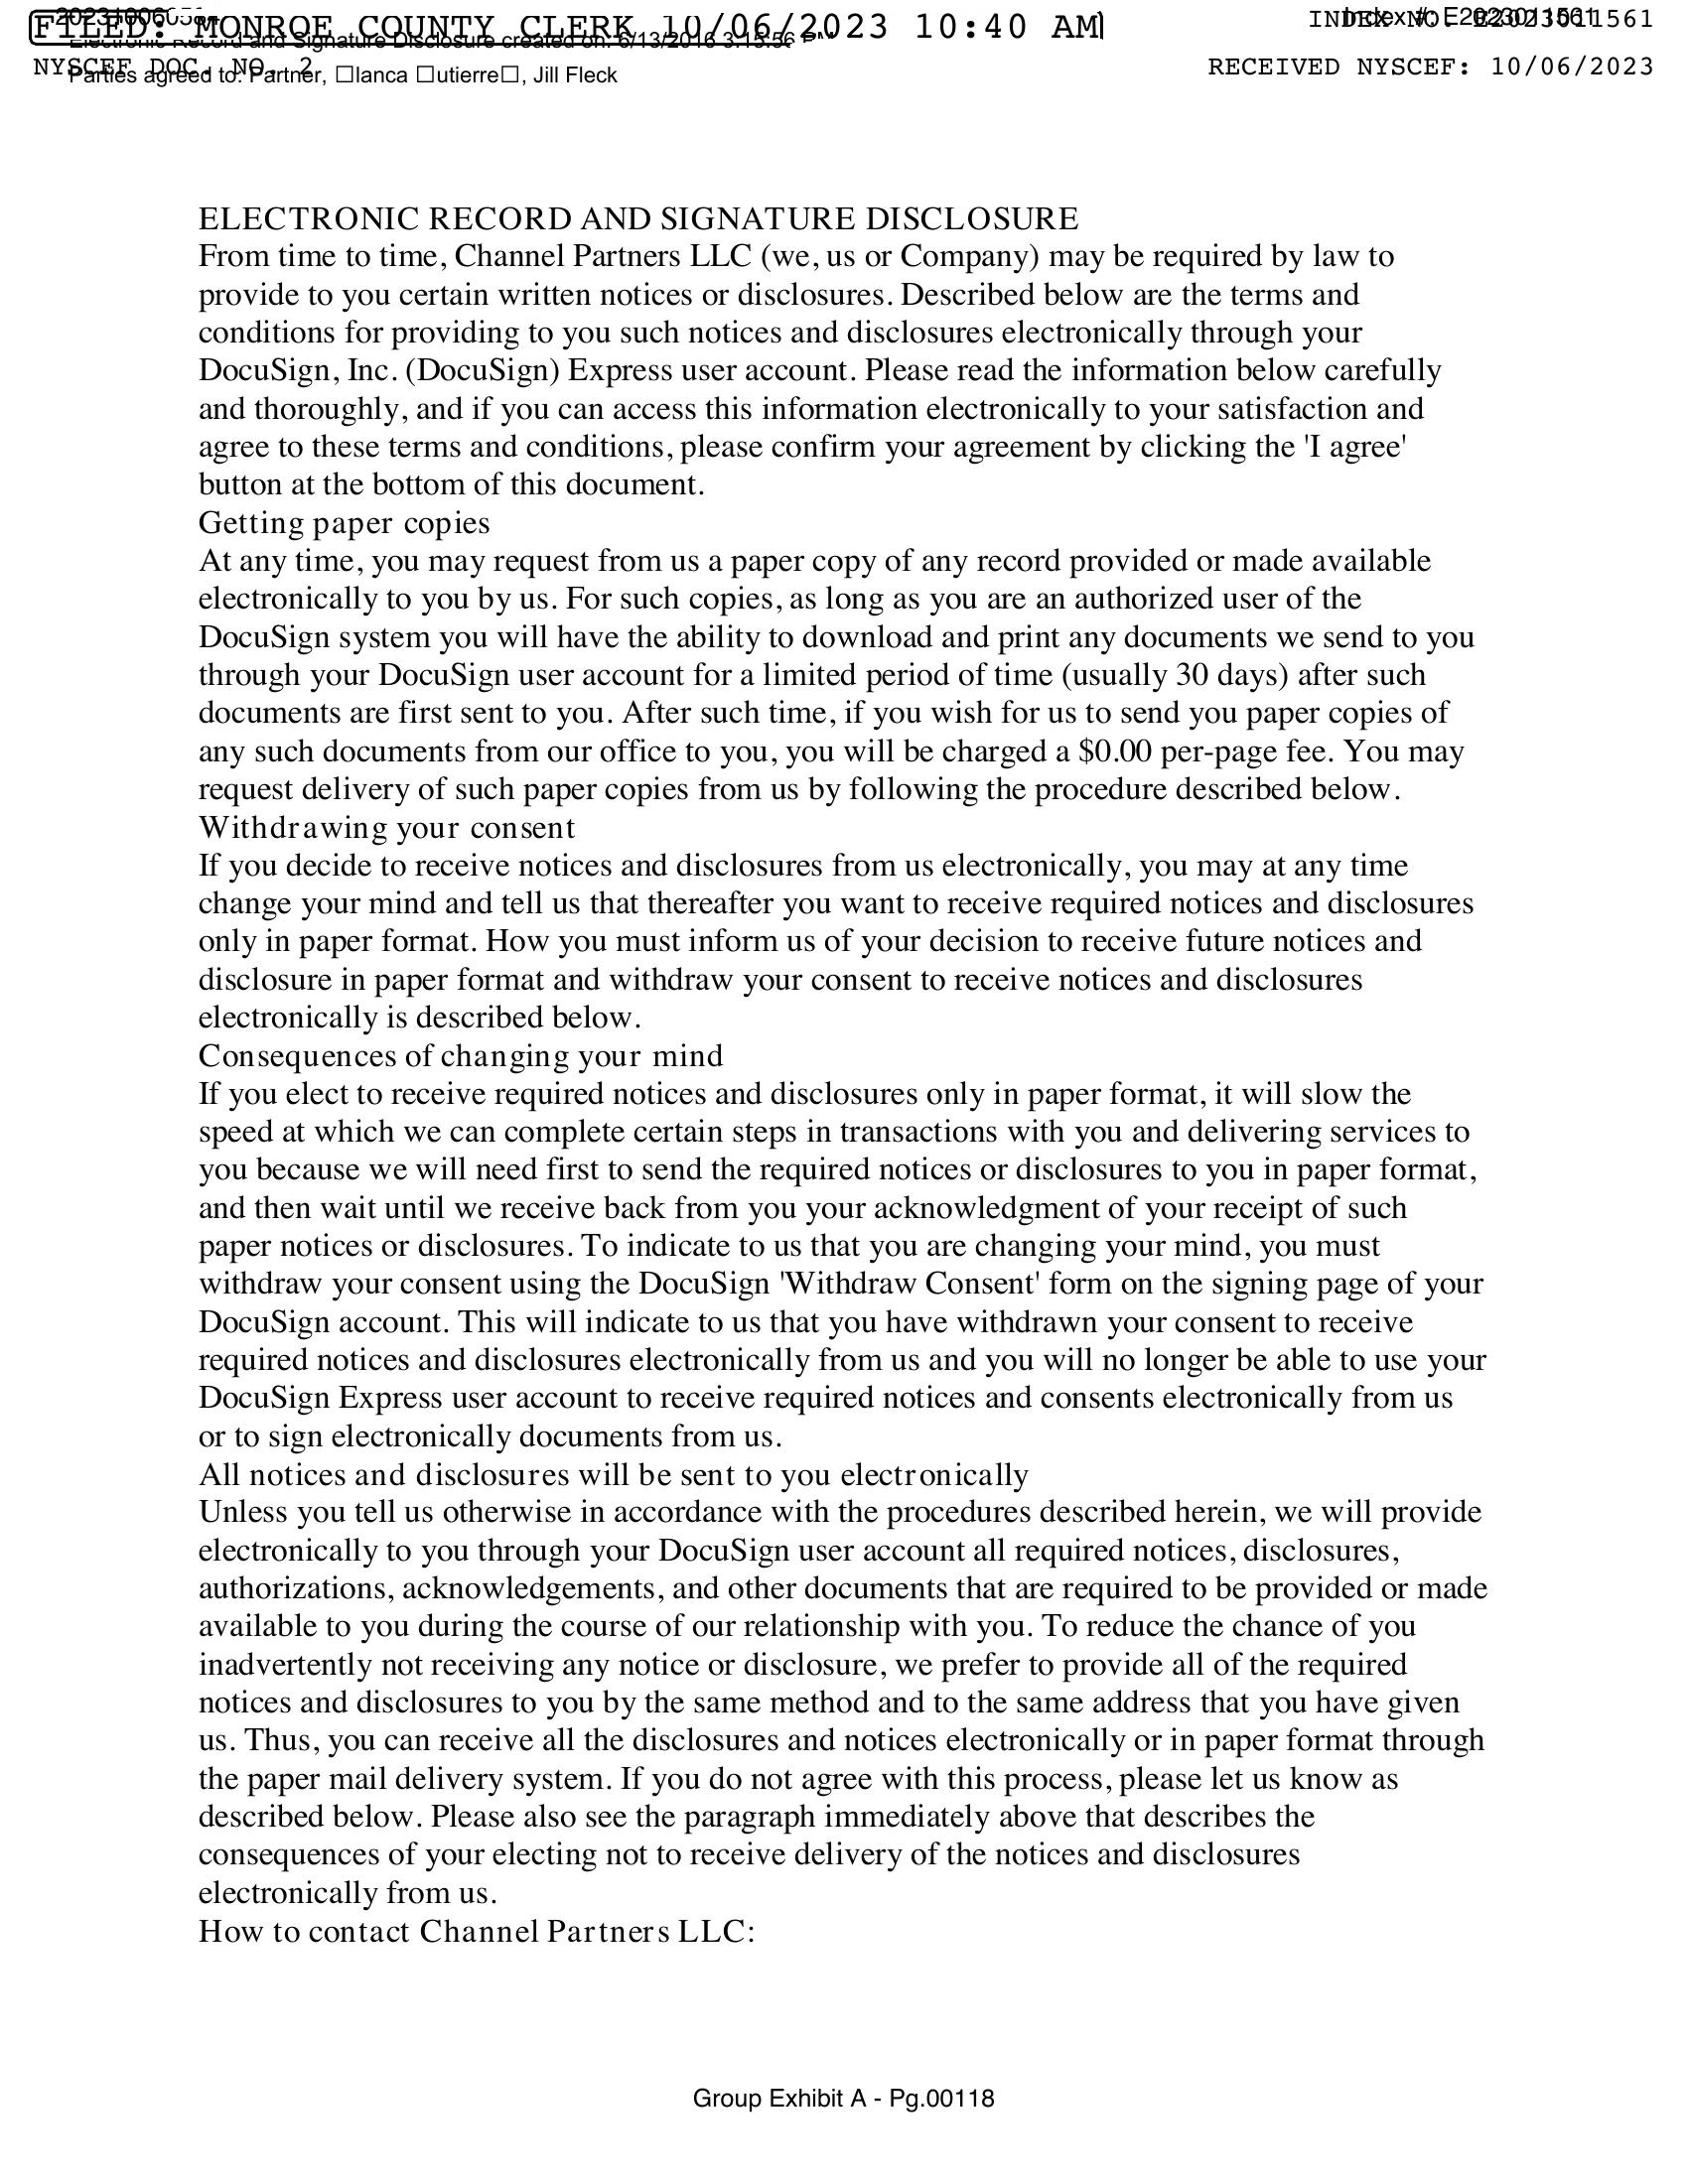 FILED: MONROE COUNTY CLERK 10/06/2023 10:40 AM
INDEX NO. E2023011561
Index #: E2023011561
Electronic Record and Signature Disclosure created on: 6/13/2016 3:15:56 PM
NYSCEF DOC. NO. 2
RECEIVED NYSCEF: 10/06/2023
Parties agreed to: Partner, □lanca □utierre□, Jill Fleck
ELECTRONIC RECORD AND SIGNATURE DISCLOSURE
From time to time, Channel Partners LLC (we, us or Company) may be required by law to
provide to you certain written notices or disclosures. Described below are the terms and
conditions for providing to you such notices and disclosures electronically through your
DocuSign, Inc. (DocuSign) Express user account. Please read the information below carefully
and thoroughly, and if you can access this information electronically to your satisfaction and
agree to these terms and conditions, please confirm your agreement by clicking the 'I agree'
button at the bottom of this document.
Getting paper copies
At any time, you may request from us a paper copy of any record provided or made available
electronically to you by us. For such copies, as long as you are an authorized user of the
DocuSign system you will have the ability to download and print any documents we send to you
through your DocuSign user account for a limited period of time (usually 30 days) after such
documents are first sent to you. After such time, if you wish for us to send you paper copies of
any such documents from our office to you, you will be charged a $0.00 per-page fee. You may
request delivery of such paper copies from us by following the procedure described below.
Withdrawing your consent
If you decide to receive notices and disclosures from us electronically, you may at any time
change your mind and tell us that thereafter you want to receive required notices and disclosures
only in paper format. How you must inform us of your decision to receive future notices and
disclosure in paper format and withdraw your consent to receive notices and disclosures
electronically is described below.
Consequences of changing your mind
If you elect to receive required notices and disclosures only in paper format, it will slow the
speed at which we can complete certain steps in transactions with you and delivering services to
you because we will need first to send the required notices or disclosures to you in paper format,
and then wait until we receive back from you your acknowledgment of your receipt of such
paper notices or disclosures. To indicate to us that you are changing your mind, you must
withdraw your consent using the DocuSign 'Withdraw Consent' form on the signing page of your
DocuSign account. This will indicate to us that you have withdrawn your consent to receive
required notices and disclosures electronically from us and you will no longer be able to use your
DocuSign Express user account to receive required notices and consents electronically from us
or to sign electronically documents from us.
All notices and disclosures will be sent to you electronically
Unless you tell us otherwise in accordance with the procedures described herein, we will provide
electronically to you through your DocuSign user account all required notices, disclosures,
authorizations, acknowledgements, and other documents that are required to be provided or made
available to you during the course of our relationship with you. To reduce the chance of you
inadvertently not receiving any notice or disclosure, we prefer to provide all of the required
notices and disclosures to you by the same method and to the same address that you have given
us. Thus, you can receive all the disclosures and notices electronically or in paper format through
the paper mail delivery system. If you do not agree with this process, please let us know as
described below. Please also see the paragraph immediately above that describes the
consequences of your electing not to receive delivery of the notices and disclosures
electronically from us.
How to contact Channel Partners LLC:
Group Exhibit A - Pg.00118